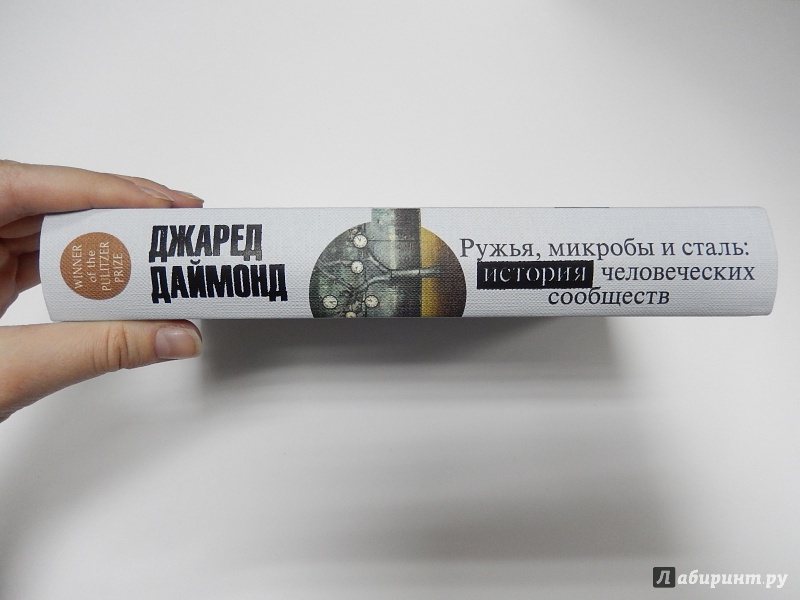 WINNER
of the
PULITZER
PRIZE
ДЖАРЕД
ДАЙМОНД
Ружья, микробы и сталь:
история человеческих
сообществ
Лабиринт.ру